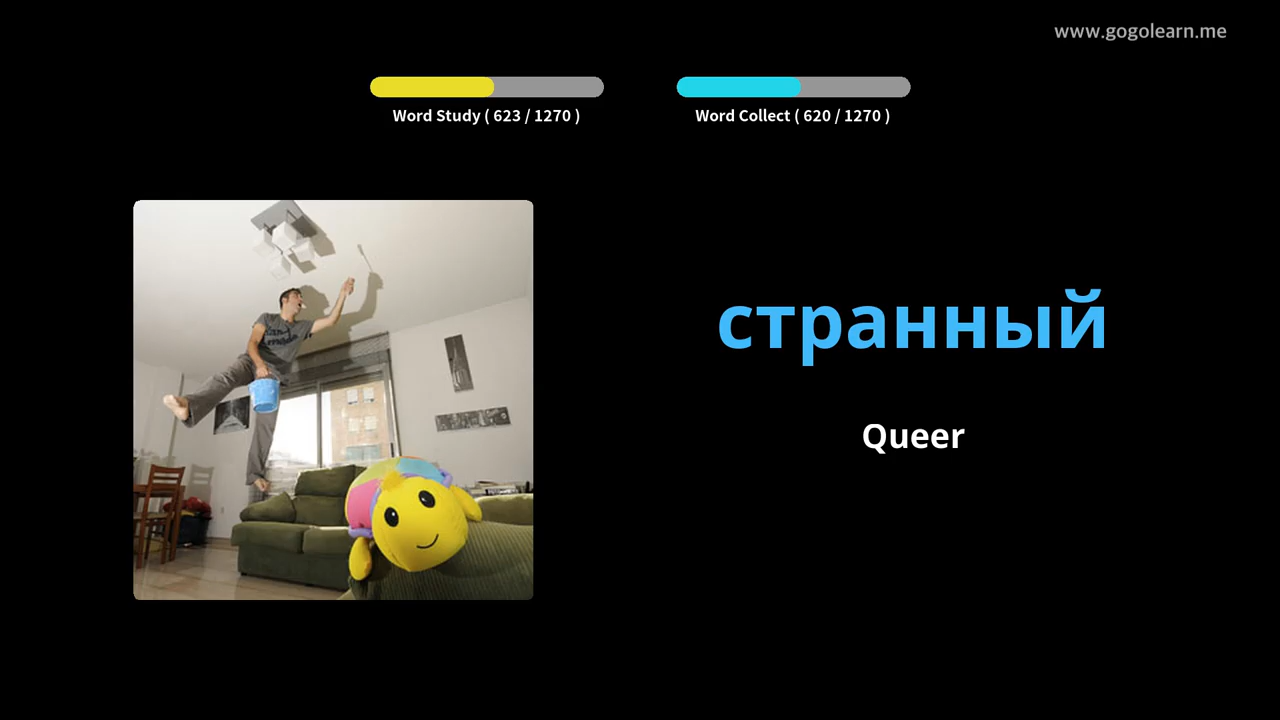 www.gogolearn.me
Word Study ( 623 / 1270 )
Word Collect ( 620 / 1270 )
странный
Queer